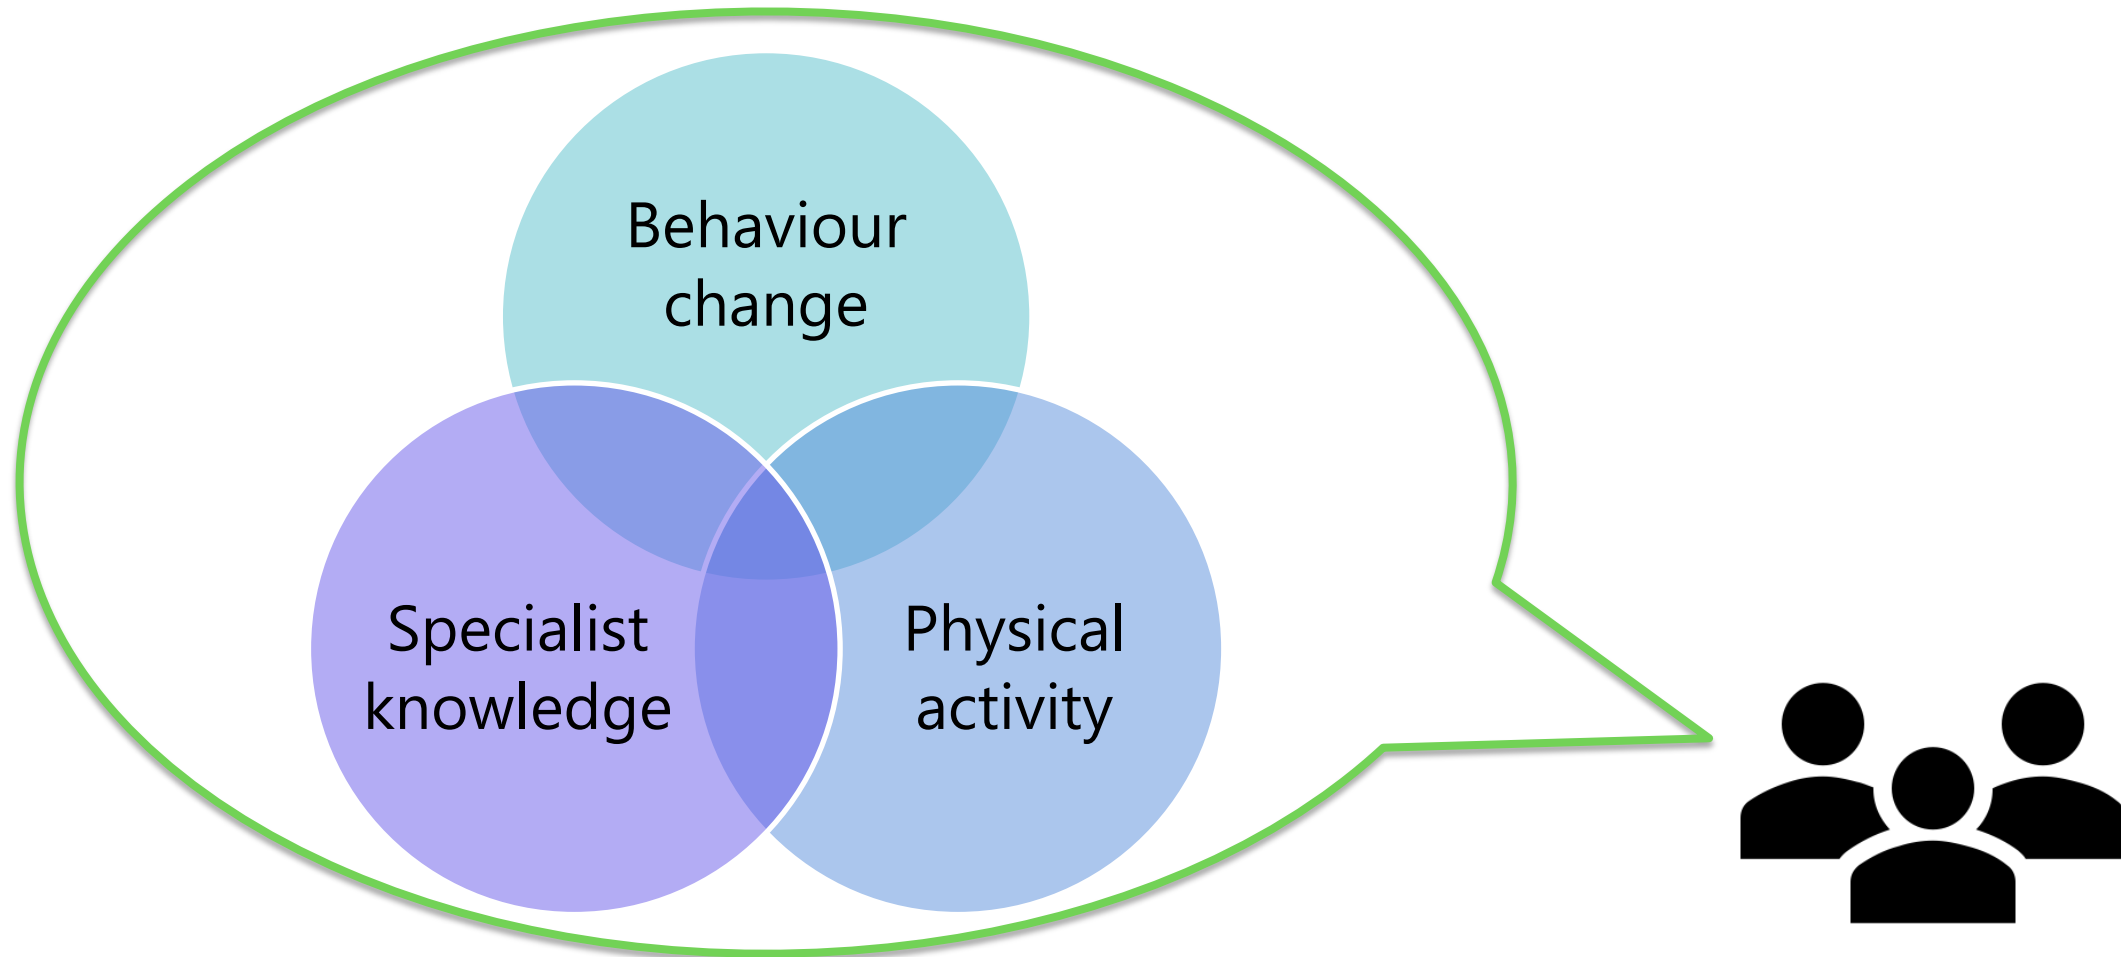 Behaviour
change
Specialist
knowledge
Physical
activity